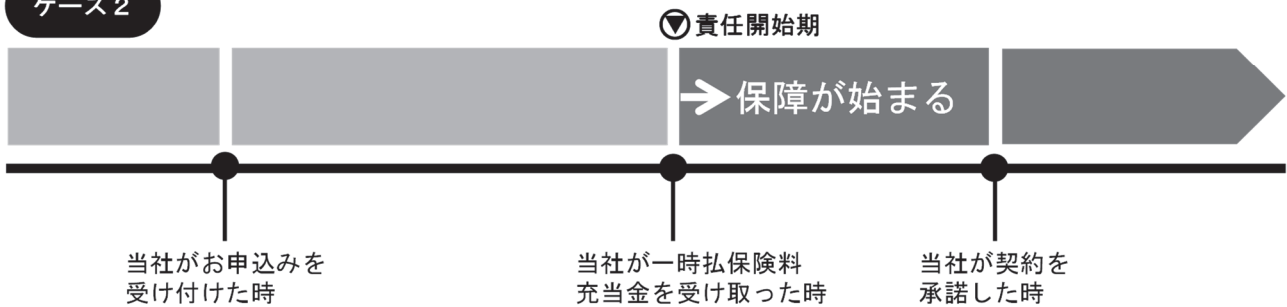 ケース2
責任開始期
保障が始まる
当社がお申込みを
受け付けた時
当社が一時払保険料
充当金を受け取った時
当社が契約を
承諾した時